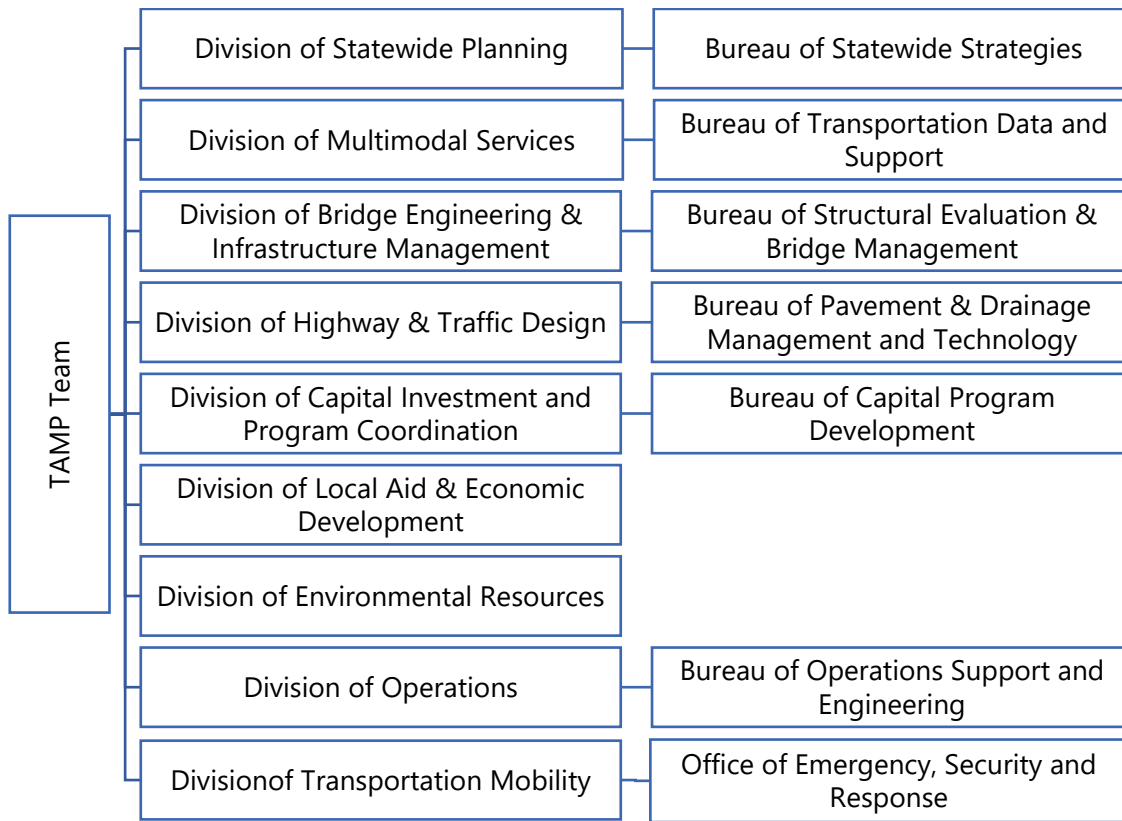 TAMP Team
Division of Statewide Planning
Bureau of Statewide Strategies
Division of Multimodal Services
Bureau of Transportation Data and
Support
Division of Bridge Engineering &
Infrastructure Management
Bureau of Structural Evaluation &
Bridge Management
Division of Highway & Traffic Design
Bureau of Pavement & Drainage
Management and Technology
Division of Capital Investment and
Program Coordination
Bureau of Capital Program
Development
Division of Local Aid & Economic
Development
Division of Environmental Resources
Division of Operations
Bureau of Operations Support and
Engineering
Divisionof Transportation Mobility
Office of Emergency, Security and
Response